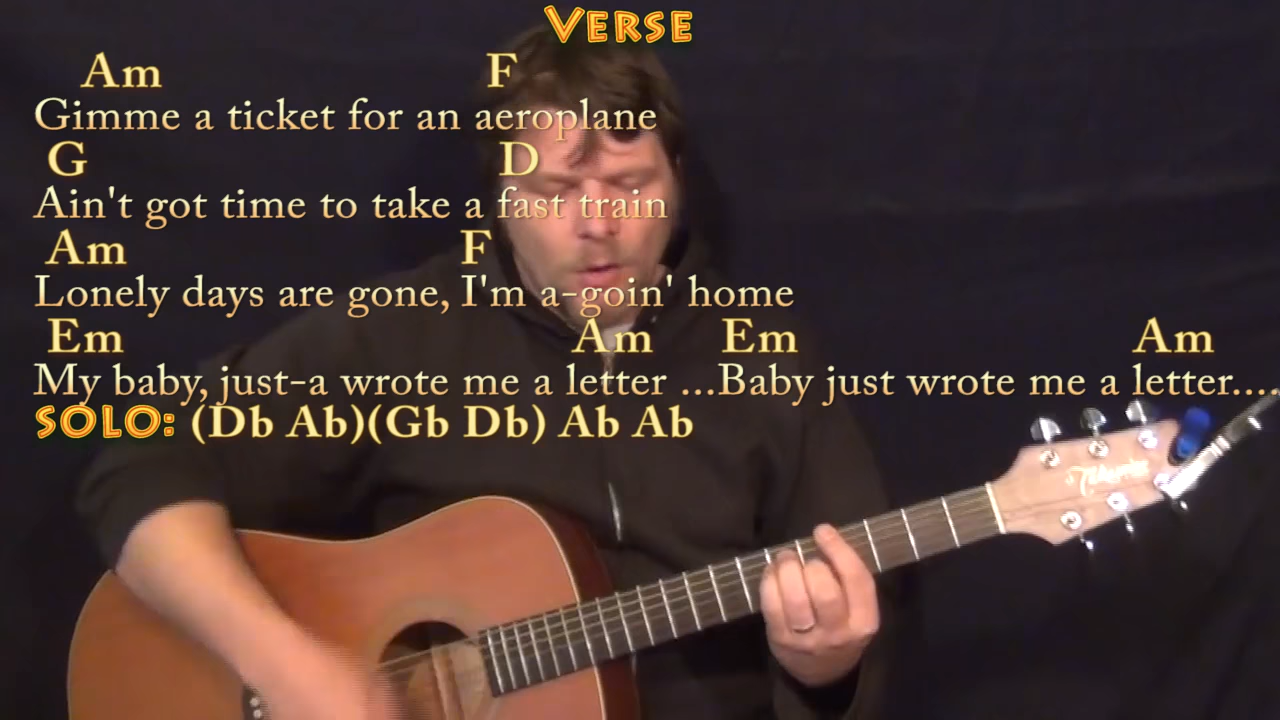 VERSE
Am F
Gimme a ticket for an aeroplane
G D
Ain't got time to take a fast train
Am F
Lonely days are gone, I'm a-goin' home
Em Am Em Am
My baby, just-a wrote me a letter ...Baby just wrote me a letter....
SOLO: (Db Ab)(Gb Db) Ab Ab